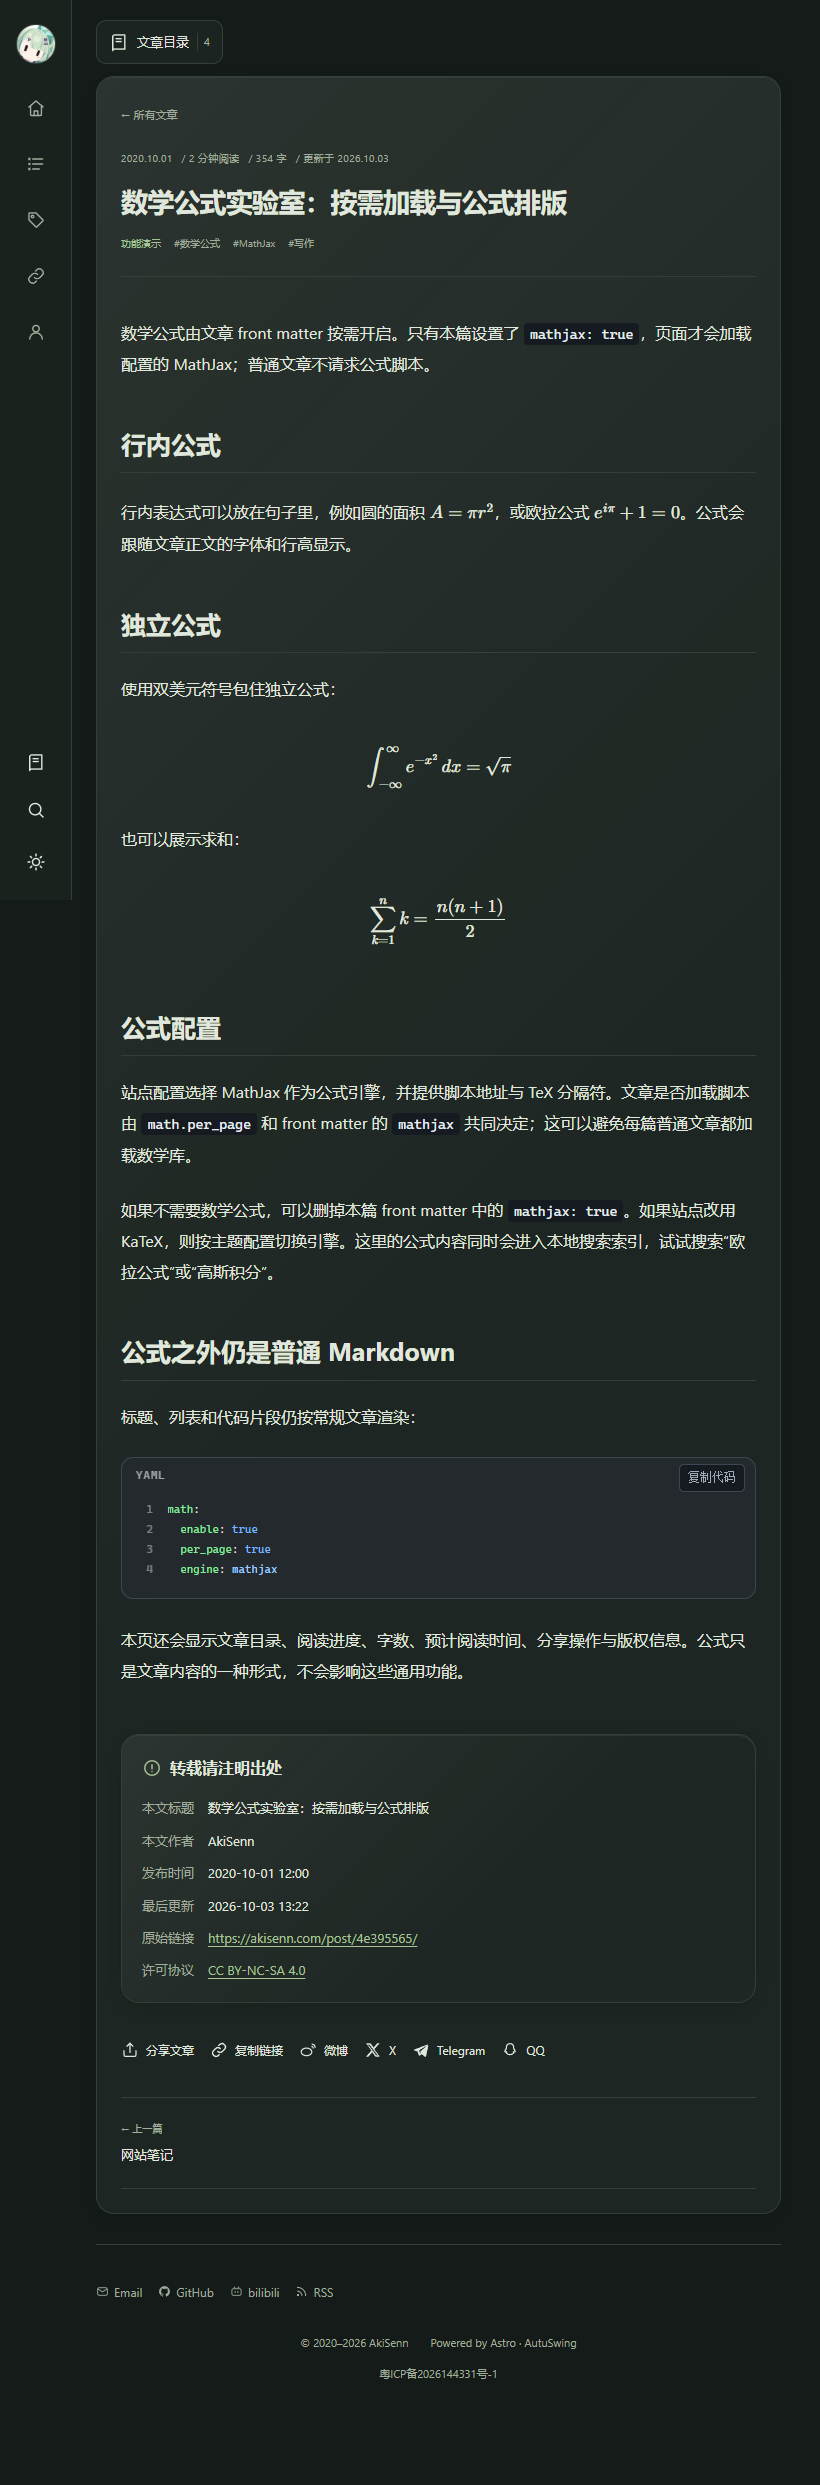 文章目录 4
← 所有文章
2020.10.01 / 2 分钟阅读 / 354 字 / 更新于 2026.10.03
数学公式实验室：按需加载与公式排版
功能演示 #数学公式 #MathJax #写作
数学公式由文章 front matter 按需开启。只有本篇设置了 mathjax: true，页面才会加载
配置的 MathJax；普通文章不请求公式脚本。
行内公式
行内表达式可以放在句子里，例如圆的面积 A = πr²，或欧拉公式 e^{iπ} + 1 = 0。公式会
跟随文章正文的字体和行高显示。
独立公式
使用双美元符号包住独立公式：
∫_{−∞}^{∞} e^{−x²} dx = √π
也可以展示求和：
∑_{k=1}^{n} k = n(n + 1)/2
公式配置
站点配置选择 MathJax 作为公式引擎，并提供脚本地址与 TeX 分隔符。文章是否加载脚本
由 math.per_page 和 front matter 的 mathjax 共同决定；这可以避免每篇普通文章都加
载数学库。
如果不需要数学公式，可以删掉本篇 front matter 中的 mathjax: true。如果站点改用
KaTeX，则按主题配置切换引擎。这里的公式内容同时会进入本地搜索索引，试试搜索“欧
拉公式”或“高斯积分”。
公式之外仍是普通 Markdown
标题、列表和代码片段仍按常规文章渲染：
YAML 复制代码
1 math:
2   enable: true
3   per_page: true
4   engine: mathjax
本页还会显示文章目录、阅读进度、字数、预计阅读时间、分享操作与版权信息。公式只
是文章内容的一种形式，不会影响这些通用功能。
转载请注明出处
本文标题 数学公式实验室：按需加载与公式排版
本文作者 AkiSenn
发布时间 2020-10-01 12:00
最后更新 2026-10-03 13:22
原始链接 https://akisenn.com/post/4e395565/
许可协议 CC BY-NC-SA 4.0
分享文章 复制链接 微博 X Telegram QQ
← 上一篇
网站笔记
Email GitHub bilibili RSS
© 2020–2026 AkiSenn Powered by Astro · AutuSwing
粤ICP备2026144331号-1